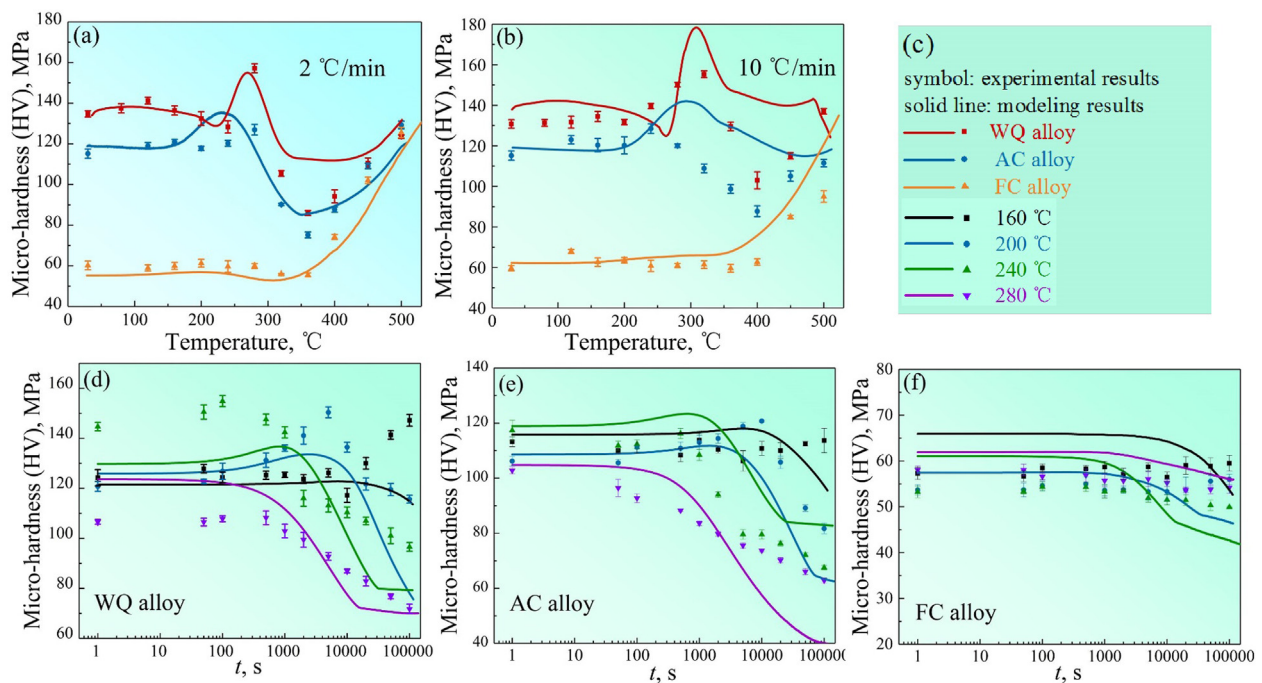 (a)
2 ℃/min
Micro-hardness (HV), MPa
180
160
140
120
100
80
60
40
0
100
200
300
400
500
Temperature, ℃
(b)
10 ℃/min
Micro-hardness (HV), MPa
180
160
140
120
100
80
60
40
0
100
200
300
400
500
Temperature, ℃
(c)
symbol: experimental results
solid line: modeling results
WQ alloy
AC alloy
FC alloy
160 ℃
200 ℃
240 ℃
280 ℃
(d)
Micro-hardness (HV), MPa
160
140
120
100
80
60
WQ alloy
1
10
100
1000
10000
100000
t, s
(e)
Micro-hardness (HV), MPa
140
120
100
80
60
40
AC alloy
1
10
100
1000
10000
100000
t, s
(f)
Micro-hardness (HV), MPa
80
70
60
50
40
30
20
FC alloy
1
10
100
1000
10000
100000
t, s